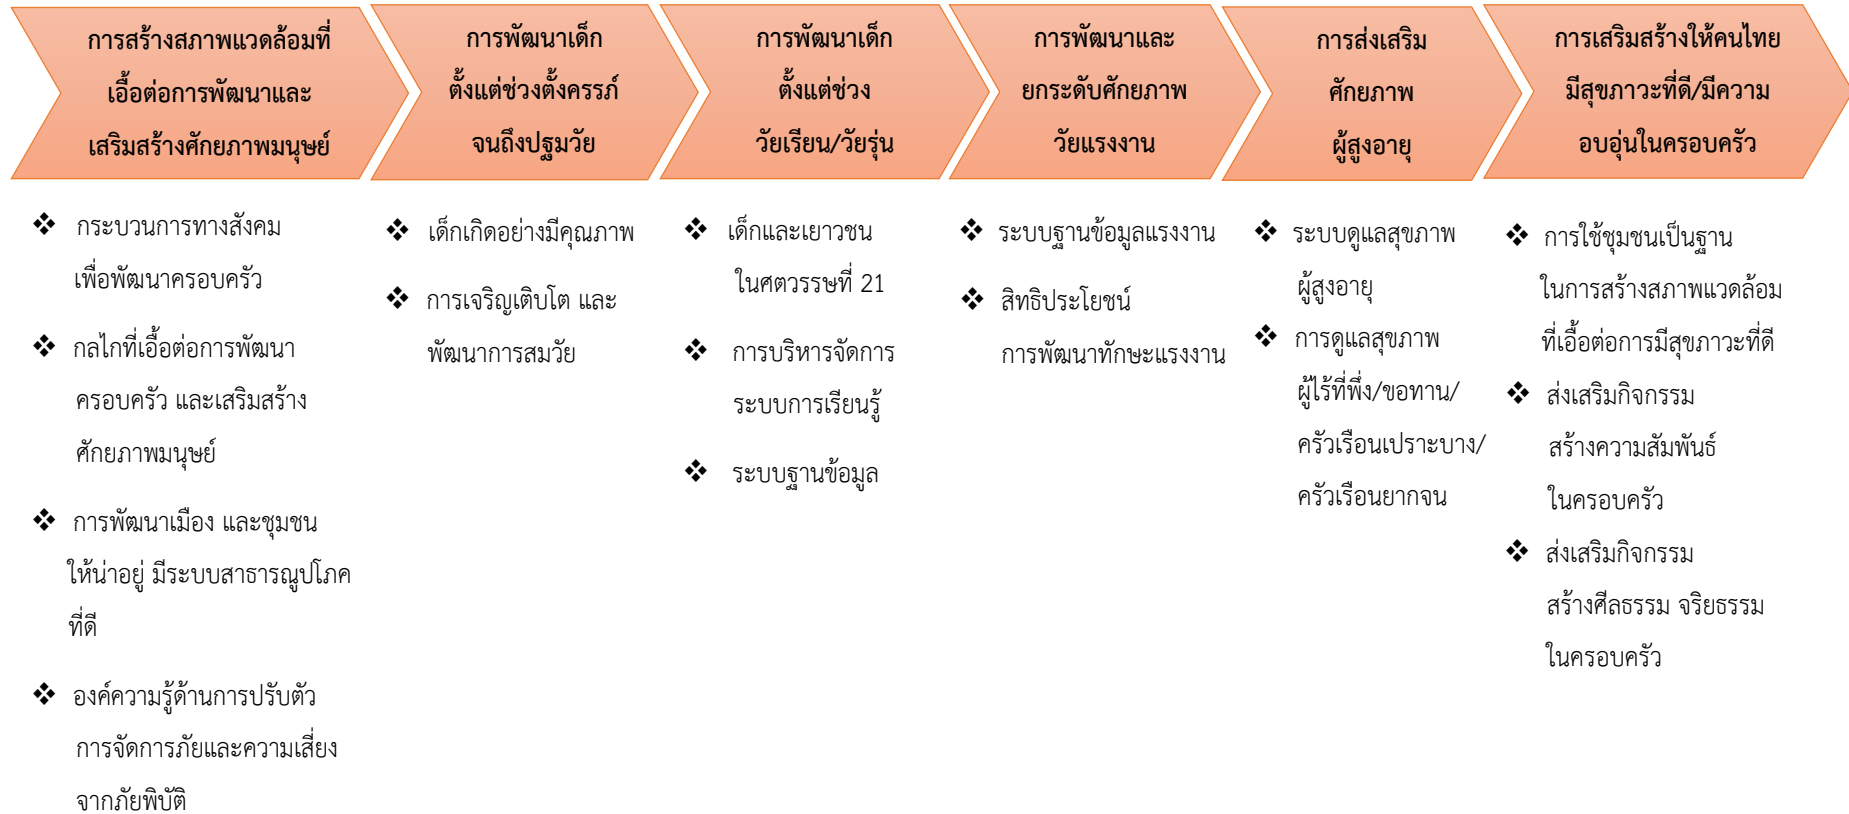 การสร้างสภาพแวดล้อมที่
เอื้อต่อการพัฒนาและ
เสริมสร้างศักยภาพมนุษย์
❖ กระบวนการทางสังคม
เพื่อพัฒนาครอบครัว
❖ กลไกที่เอื้อต่อการพัฒนา
ครอบครัว และเสริมสร้าง
ศักยภาพมนุษย์
❖ การพัฒนาเมือง และชุมชน
ให้น่าอยู่ มีระบบสาธารณูปโภค
ที่ดี
❖ องค์ความรู้ด้านการปรับตัว
การจัดการภัยและความเสี่ยง
จากภัยพิบัติ
การพัฒนาเด็ก
ตั้งแต่ช่วงตั้งครรภ์
จนถึงปฐมวัย
❖ เด็กเกิดอย่างมีคุณภาพ
❖ การเจริญเติบโต และ
พัฒนาการสมวัย
การพัฒนาเด็ก
ตั้งแต่ช่วง
วัยเรียน/วัยรุ่น
❖ เด็กและเยาวชน
ในศตวรรษที่ 21
❖ การบริหารจัดการ
ระบบการเรียนรู้
❖ ระบบฐานข้อมูล
การพัฒนาและ
ยกระดับศักยภาพ
วัยแรงงาน
❖ ระบบฐานข้อมูลแรงงาน
❖ สิทธิประโยชน์
การพัฒนาทักษะแรงงาน
การส่งเสริม
ศักยภาพ
ผู้สูงอายุ
❖ ระบบดูแลสุขภาพ
ผู้สูงอายุ
❖ การดูแลสุขภาพ
ผู้ไร้ที่พึ่ง/ขอทาน/
ครัวเรือนเปราะบาง/
ครัวเรือนยากจน
การเสริมสร้างให้คนไทย
มีสุขภาวะที่ดี/มีความ
อบอุ่นในครอบครัว
❖ การใช้ชุมชนเป็นฐาน
ในการสร้างสภาพแวดล้อม
ที่เอื้อต่อการมีสุขภาวะที่ดี
❖ ส่งเสริมกิจกรรม
สร้างความสัมพันธ์
ในครอบครัว
❖ ส่งเสริมกิจกรรม
สร้างศีลธรรม จริยธรรม
ในครอบครัว